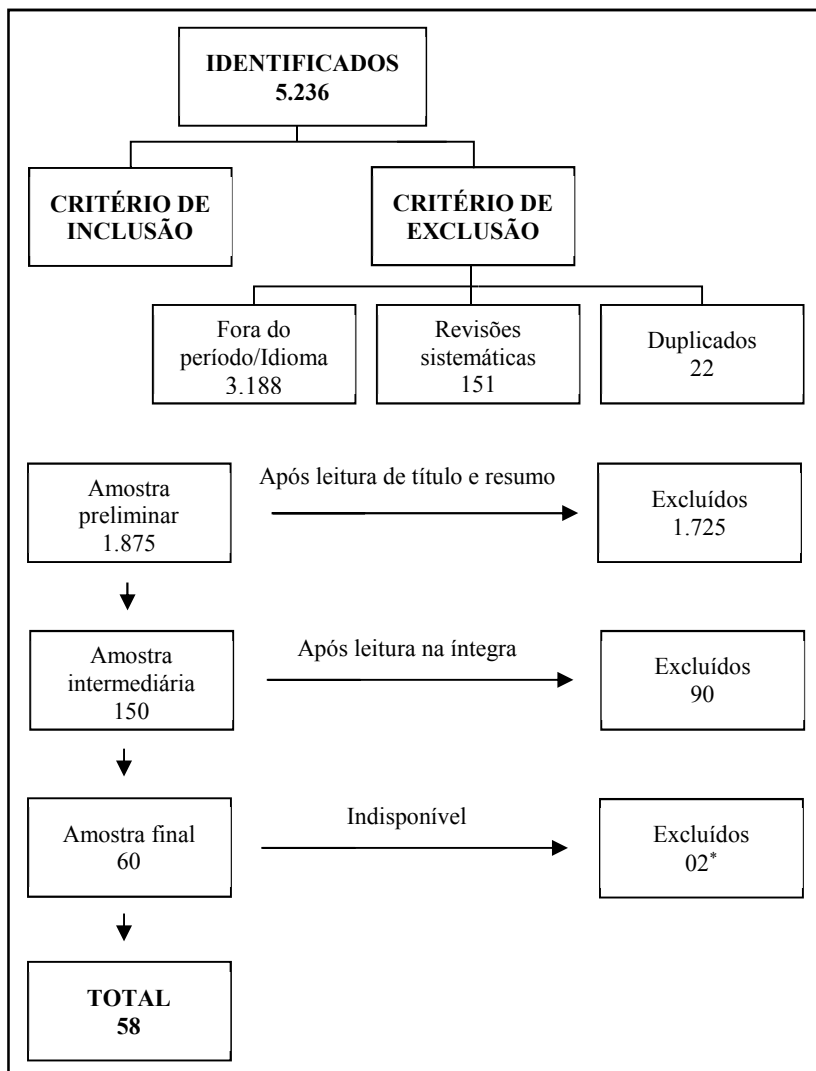 IDENTIFICADOS
5.236
CRITÉRIO DE
INCLUSÃO
CRITÉRIO DE
EXCLUSÃO
Fora do
período/Idioma
3.188
Revisões
sistemáticas
151
Duplicados
22
Amostra
preliminar
1.875
Após leitura de título e resumo
Excluídos
1.725
Amostra
intermediária
150
Após leitura na íntegra
Excluídos
90
Amostra final
60
Indisponível
Excluídos
02*
TOTAL
58